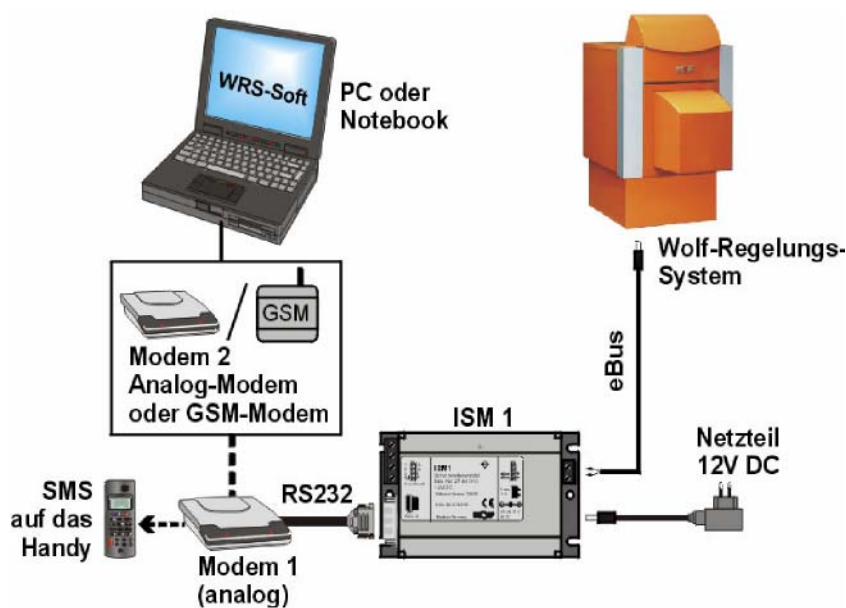 WRS-Soft
PC oder
Notebook
Wolf-Regelungs-
System
GSM
Modem 2
Analog-Modem
oder GSM-Modem
eBus
ISM 1
Netzteil
12V DC
SMS
auf das
Handy
RS232
ISM1
Modem 1
(analog)